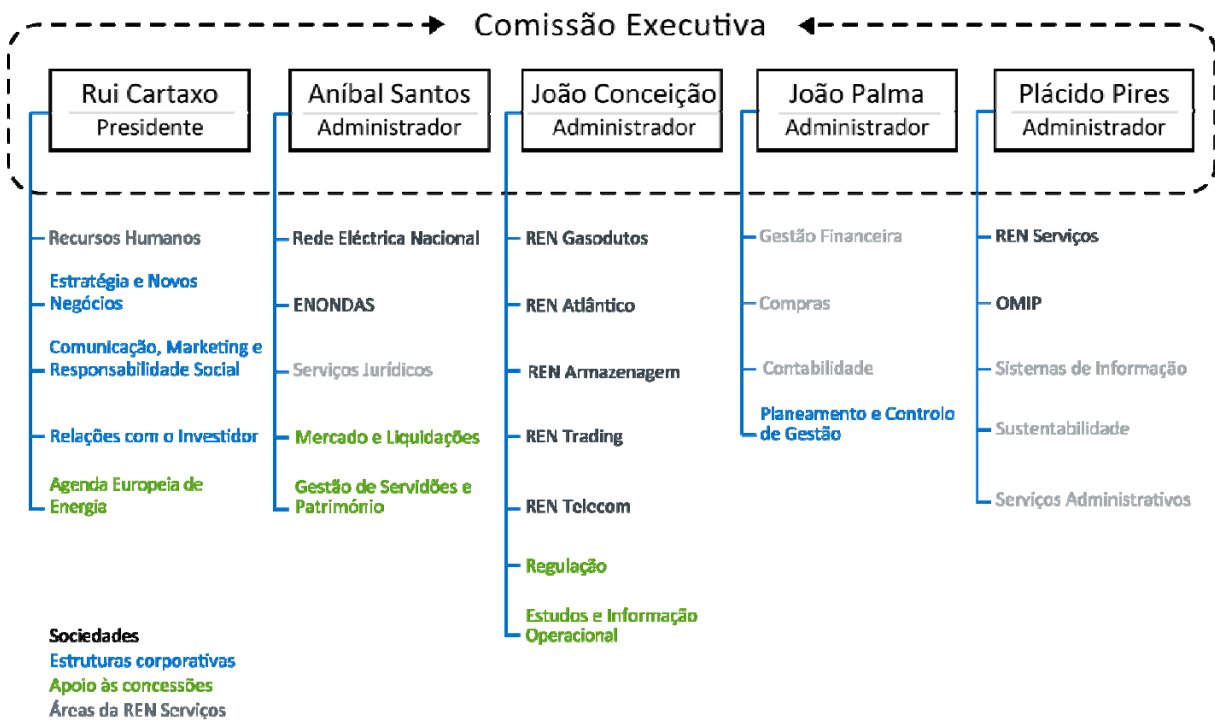 Comissão Executiva
Rui Cartaxo
Presidente
Recursos Humanos
Estratégia e Novos
Negócios
Comunicação, Marketing e
Responsabilidade Social
Relações com o Investidor
Agenda Europeia de
Energia
Aníbal Santos
Administrador
Rede Eléctrica Nacional
ENONDAS
Serviços Jurídicos
Mercado e Liquidações
Gestão de Servidões e
Património
João Conceição
Administrador
REN Gasodutos
REN Atlântico
REN Armazenagem
REN Trading
REN Telecom
Regulação
Estudos e Informação
Operacional
João Palma
Administrador
Gestão Financeira
Compras
Contabilidade
Planeamento e Controlo
de Gestão
Plácido Pires
Administrador
REN Serviços
OMIP
Sistemas de Informação
Sustentabilidade
Serviços Administrativos
Sociedades
Estruturas corporativas
Apoio às concessões
Áreas da REN Serviços